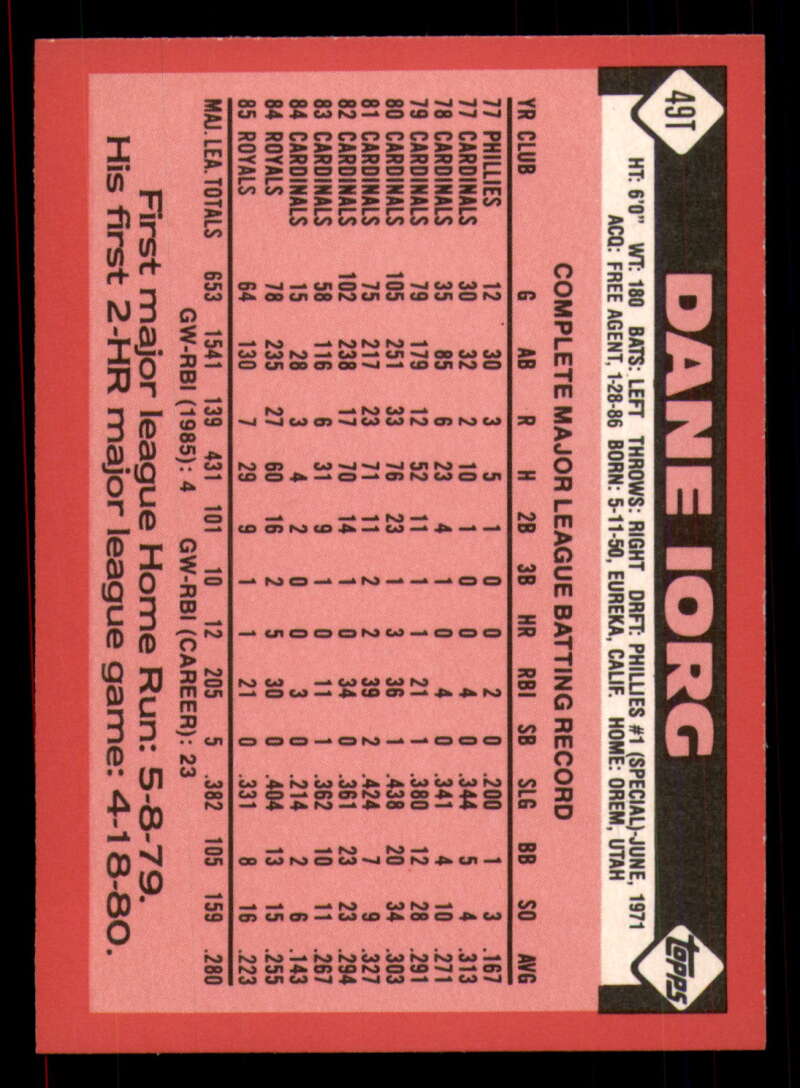 49T
DANE IORG
topps
HT: 6'0" WT: 180 BATS: LEFT THROWS: RIGHT DRFT: PHILLIES #1 (SPECIAL)-JUNE, 1971
ACQ: FREE AGENT, 1-28-86 BORN: 5-11-50, EUREKA, CALIF. HOME: OREM, UTAH
COMPLETE MAJOR LEAGUE BATTING RECORD
YR CLUB G AB R H 2B 3B HR RBI SB SLG BB SO AVG
77 PHILLIES 12 30 3 5 1 0 0 2 0 .200 1 3 .167
77 CARDINALS 30 32 2 10 1 0 0 4 0 .344 5 4 .313
78 CARDINALS 35 85 6 23 4 1 0 4 0 .341 4 10 .271
79 CARDINALS 79 179 12 52 11 1 1 21 1 .380 12 28 .291
80 CARDINALS 105 251 33 76 23 1 3 36 1 .438 20 34 .303
81 CARDINALS 75 217 23 71 11 2 2 39 2 .424 7 9 .327
82 CARDINALS 102 238 17 70 14 1 0 34 0 .361 23 23 .294
83 CARDINALS 58 116 6 31 9 1 0 11 1 .362 10 11 .267
84 CARDINALS 15 28 3 4 2 0 0 3 0 .214 2 6 .143
84 ROYALS 78 235 27 60 16 2 5 30 0 .404 13 15 .255
85 ROYALS 64 130 7 29 9 1 1 21 0 .331 8 16 .223
MAJ. LEA. TOTALS 653 1541 139 431 101 10 12 205 5 .382 105 159 .280
GW-RBI (1985): 4 GW-RBI (CAREER): 23
First major league Home Run: 5-8-79.
His first 2-HR major league game: 4-18-80.